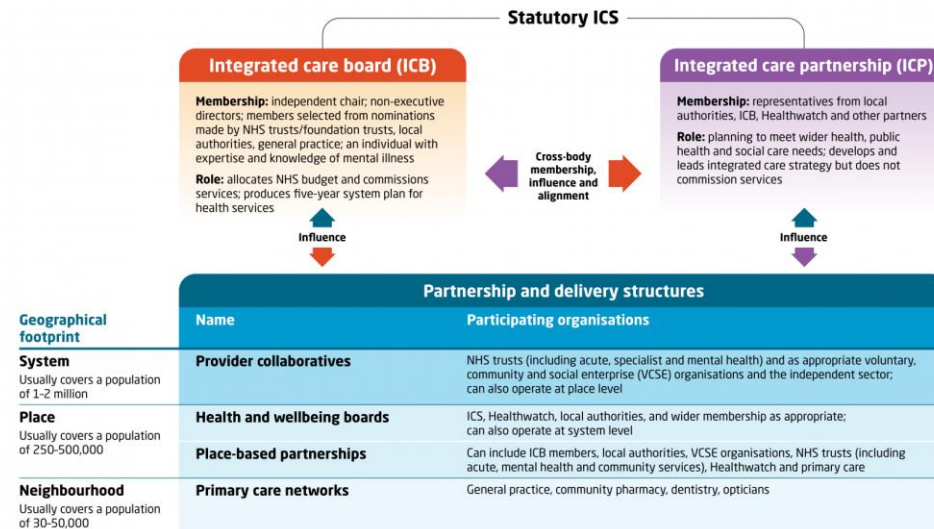 Statutory ICS
Integrated care board (ICB)
Membership: independent chair; non-executive
directors; members selected from nominations
made by NHS trusts/foundation trusts, local
authorities, general practice; an individual with
expertise and knowledge of mental illness
Role: allocates NHS budget and commissions
services; produces five-year system plan for
health services
Cross-body
membership,
influence and
alignment
Integrated care partnership (ICP)
Membership: representatives from local
authorities, ICB, Healthwatch and other partners
Role: planning to meet wider health, public
health and social care needs; develops and
leads integrated care strategy but does not
commission services
Influence
Influence
Partnership and delivery structures
Geographical
footprint
Name
Participating organisations
System
Usually covers a population
of 1–2 million
Provider collaboratives
NHS trusts (including acute, specialist and mental health) and as appropriate voluntary,
community and social enterprise (VCSE) organisations and the independent sector;
can also operate at place level
Place
Usually covers a population
of 250-500,000
Health and wellbeing boards
ICS, Healthwatch, local authorities, and wider membership as appropriate;
can also operate at system level
Place-based partnerships
Can include ICB members, local authorities, VCSE organisations, NHS trusts (including
acute, mental health and community services), Healthwatch and primary care
Neighbourhood
Usually covers a population
of 30-50,000
Primary care networks
General practice, community pharmacy, dentistry, opticians